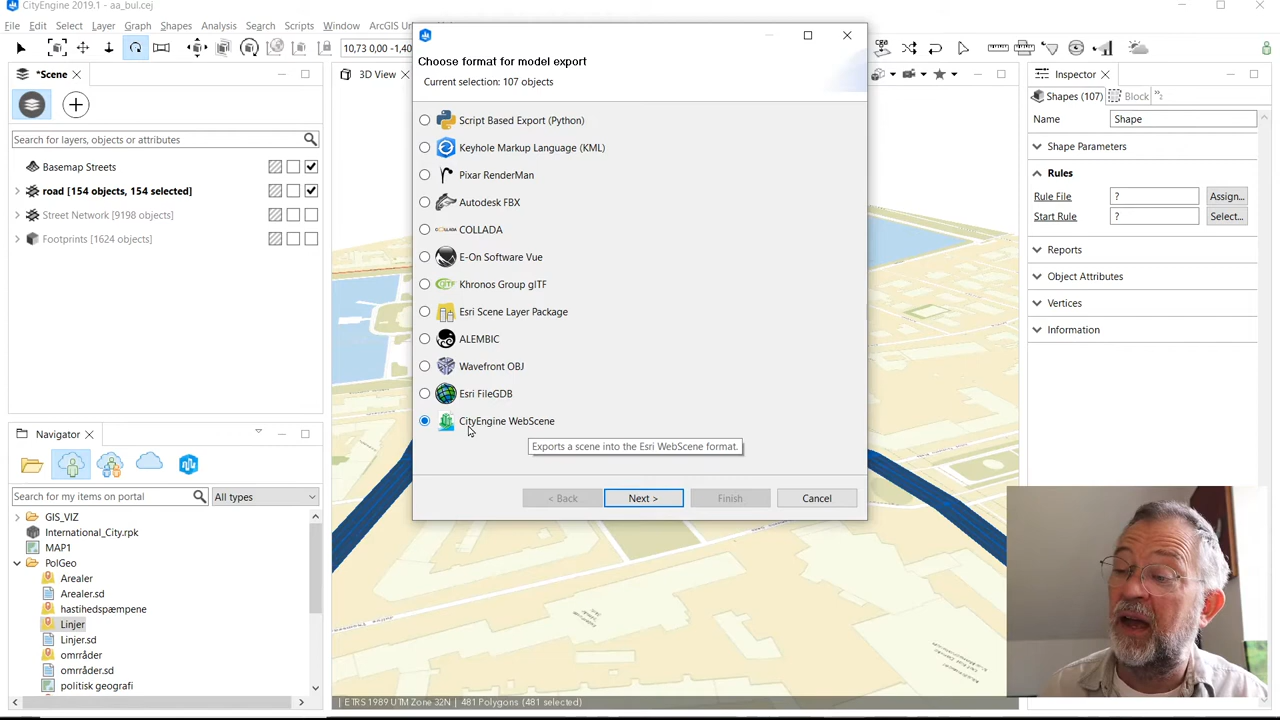 CityEngine 2019.1 - aa_bul.cej
File Edit Select Layer Graph Shapes Analysis Search Scripts Window ArcGIS
10,73 0,00 -1,40
*Scene
3D View
Inspector
Shapes (107) Block
Search for layers, objects or attributes
Name Shape
Basemap Streets
Shape Parameters
road [154 objects, 154 selected]
Rules
Street Network [9198 objects]
Rule File ? Assign...
Footprints [1624 objects]
Start Rule ? Select...
Reports
Object Attributes
Vertices
Information
Choose format for model export
Current selection: 107 objects
Script Based Export (Python)
Keyhole Markup Language (KML)
Pixar RenderMan
Autodesk FBX
COLLADA
E-On Software Vue
Khronos Group glTF
Esri Scene Layer Package
ALEMBIC
Wavefront OBJ
Esri FileGDB
CityEngine WebScene
Exports a scene into the Esri WebScene format.
< Back Next > Finish Cancel
Navigator
Search for my items on portal All types
GIS_VIZ
International_City.rpk
MAP1
PolGeo
Arealer
Arealer.sd
hastihedspæmpene
Linjer
Linjer.sd
områder
områder.sd
politisk geografi
ETRS 1989 UTM Zone 32N | 481 Polygons (481 selected)